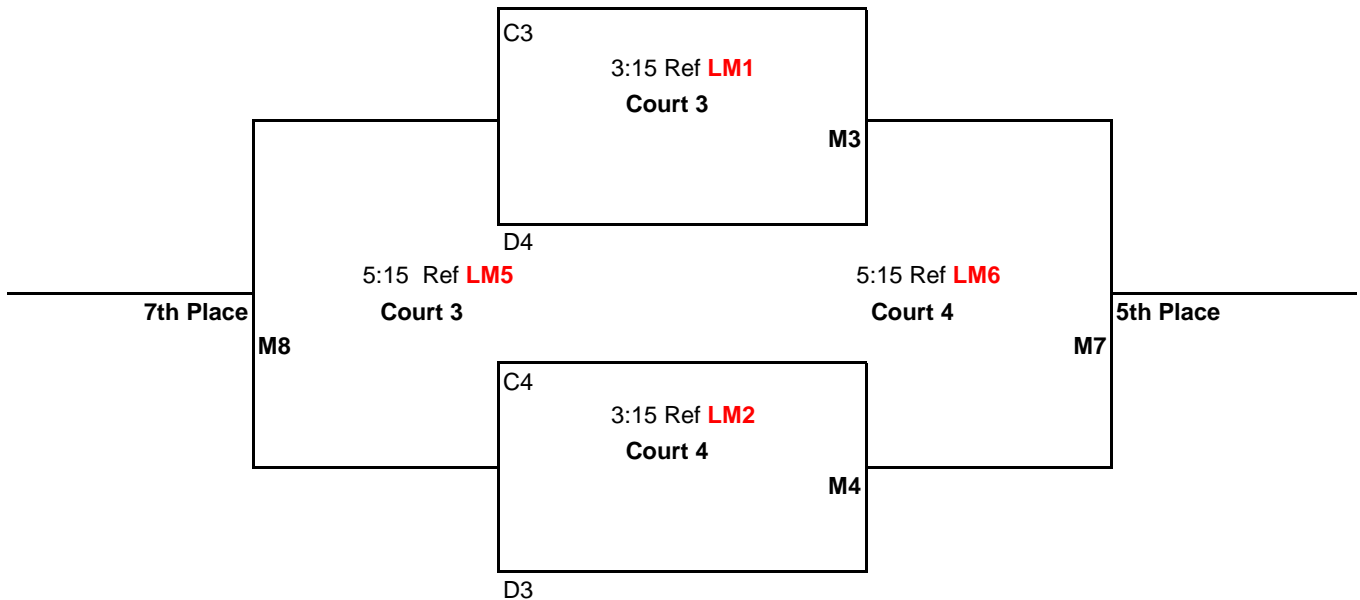 C3
3:15 Ref LM1
Court 3
M3
D4
5:15 Ref LM5
5:15 Ref LM6
7th Place
Court 3
Court 4
5th Place
M8
M7
C4
3:15 Ref LM2
Court 4
M4
D3